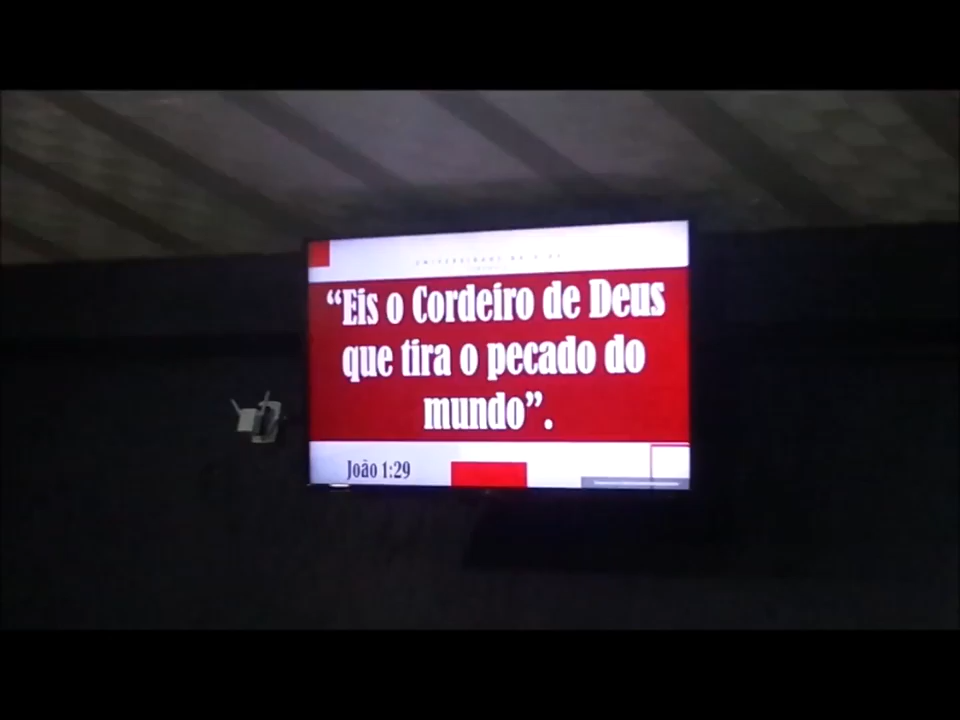 “Eis o Cordeiro de Deus
que tira o pecado do
mundo”.
João 1:29